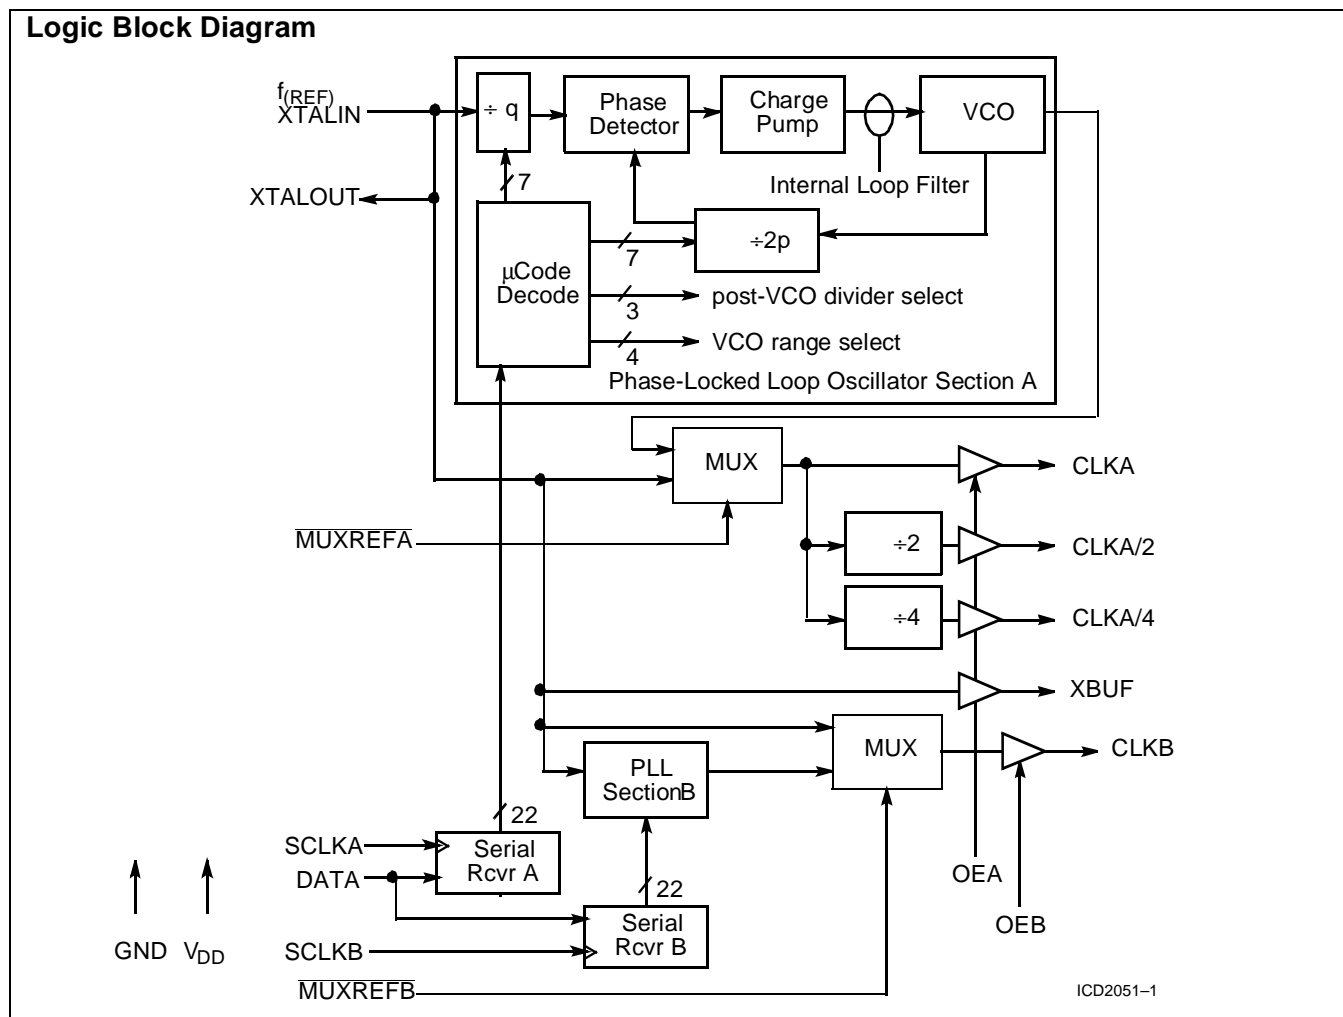 Logic Block Diagram
f(REF)
XTALIN
÷ q
Phase
Detector
Charge
Pump
VCO
Internal Loop Filter
7
XTALOUT
÷2p
7
μCode
Decode
post-VCO divider select
3
VCO range select
4
Phase-Locked Loop Oscillator Section A
MUX
CLKA
MUXREFA
÷2
CLKA/2
÷4
CLKA/4
XBUF
MUX
CLKB
PLL
SectionB
22
SCLKA
Serial
Rcvr A
DATA
OEA
22
Serial
Rcvr B
OEB
GND
VDD
SCLKB
MUXREFB
ICD2051–1